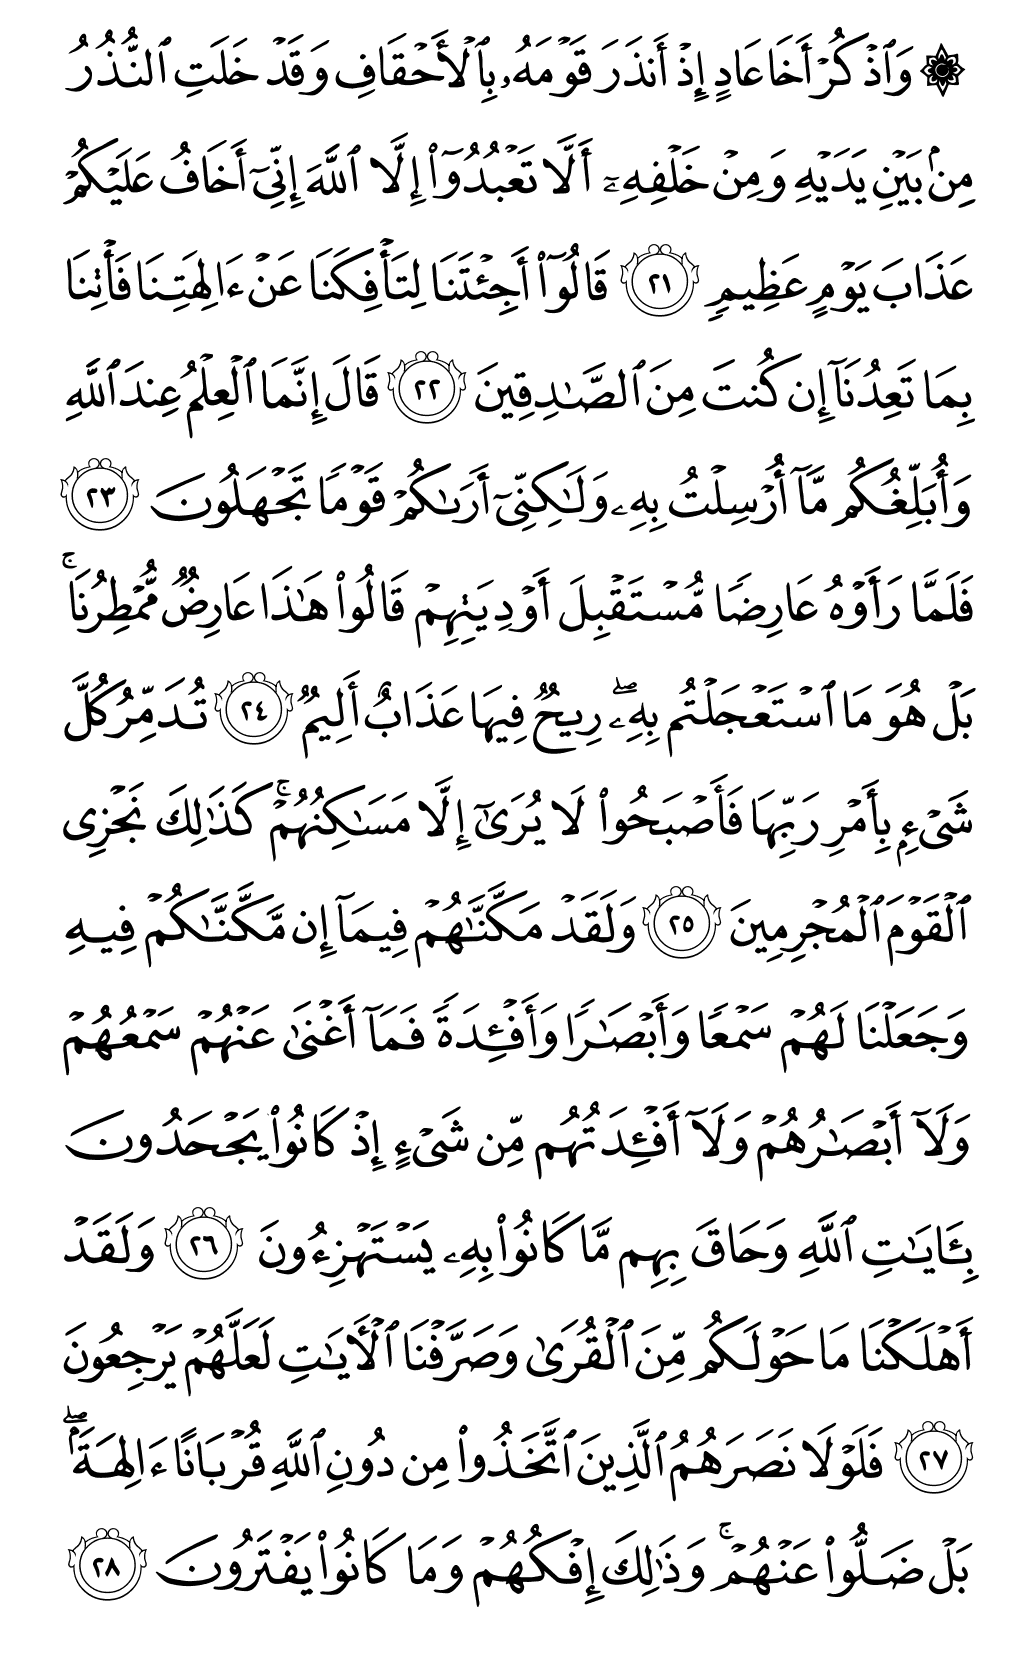 ۞ وَٱذۡكُرۡ أَخَا عَادٍ إِذۡ أَنذَرَ قَوۡمَهُۥ بِٱلۡأَحۡقَافِ وَقَدۡ خَلَتِ ٱلنُّذُرُ
مِنۢ بَيۡنِ يَدَيۡهِ وَمِنۡ خَلۡفِهِۦٓ أَلَّا تَعۡبُدُوٓاْ إِلَّا ٱللَّهَ إِنِّيٓ أَخَافُ عَلَيۡكُمۡ
عَذَابَ يَوۡمٍ عَظِيمٖ ٢١ قَالُوٓاْ أَجِئۡتَنَا لِتَأۡفِكَنَا عَنۡ ءَالِهَتِنَا فَأۡتِنَا
بِمَا تَعِدُنَآ إِن كُنتَ مِنَ ٱلصَّٰدِقِينَ ٢٢ قَالَ إِنَّمَا ٱلۡعِلۡمُ عِندَ ٱللَّهِ
وَأُبَلِّغُكُم مَّآ أُرۡسِلۡتُ بِهِۦ وَلَٰكِنِّيٓ أَرَىٰكُمۡ قَوۡمٗا تَجۡهَلُونَ ٢٣
فَلَمَّا رَأَوۡهُ عَارِضٗا مُّسۡتَقۡبِلَ أَوۡدِيَتِهِمۡ قَالُواْ هَٰذَا عَارِضٞ مُّمۡطِرُنَاۚ
بَلۡ هُوَ مَا ٱسۡتَعۡجَلۡتُم بِهِۦۖ رِيحٞ فِيهَا عَذَابٌ أَلِيمٞ ٢٤ تُدَمِّرُ كُلَّ
شَيۡءِۭ بِأَمۡرِ رَبِّهَا فَأَصۡبَحُواْ لَا يُرَىٰٓ إِلَّا مَسَٰكِنُهُمۡۚ كَذَٰلِكَ نَجۡزِي
ٱلۡقَوۡمَ ٱلۡمُجۡرِمِينَ ٢٥ وَلَقَدۡ مَكَّنَّٰهُمۡ فِيمَآ إِن مَّكَّنَّٰكُمۡ فِيهِ
وَجَعَلۡنَا لَهُمۡ سَمۡعٗا وَأَبۡصَٰرٗا وَأَفۡـِٔدَةٗ فَمَآ أَغۡنَىٰ عَنۡهُمۡ سَمۡعُهُمۡ
وَلَآ أَبۡصَٰرُهُمۡ وَلَآ أَفۡـِٔدَتُهُم مِّن شَيۡءٍ إِذۡ كَانُواْ يَجۡحَدُونَ
بِـَٔايَٰتِ ٱللَّهِ وَحَاقَ بِهِم مَّا كَانُواْ بِهِۦ يَسۡتَهۡزِءُونَ ٢٦ وَلَقَدۡ
أَهۡلَكۡنَا مَا حَوۡلَكُم مِّنَ ٱلۡقُرَىٰ وَصَرَّفۡنَا ٱلۡأٓيَٰتِ لَعَلَّهُمۡ يَرۡجِعُونَ
٢٧ فَلَوۡلَا نَصَرَهُمُ ٱلَّذِينَ ٱتَّخَذُواْ مِن دُونِ ٱللَّهِ قُرۡبَانًا ءَالِهَةَۢۖ
بَلۡ ضَلُّواْ عَنۡهُمۡۚ وَذَٰلِكَ إِفۡكُهُمۡ وَمَا كَانُواْ يَفۡتَرُونَ ٢٨